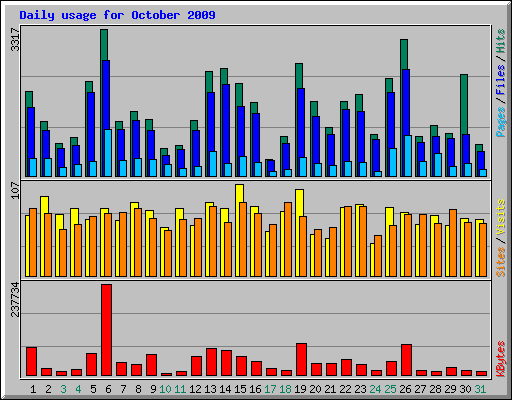 Daily usage for October 2009
3317
Pages / Files / Hits
107
Sites / Visits
237734
KBytes
1 2 3 4 5 6 7 8 9 10 11 12 13 14 15 16 17 18 19 20 21 22 23 24 25 26 27 28 29 30 31